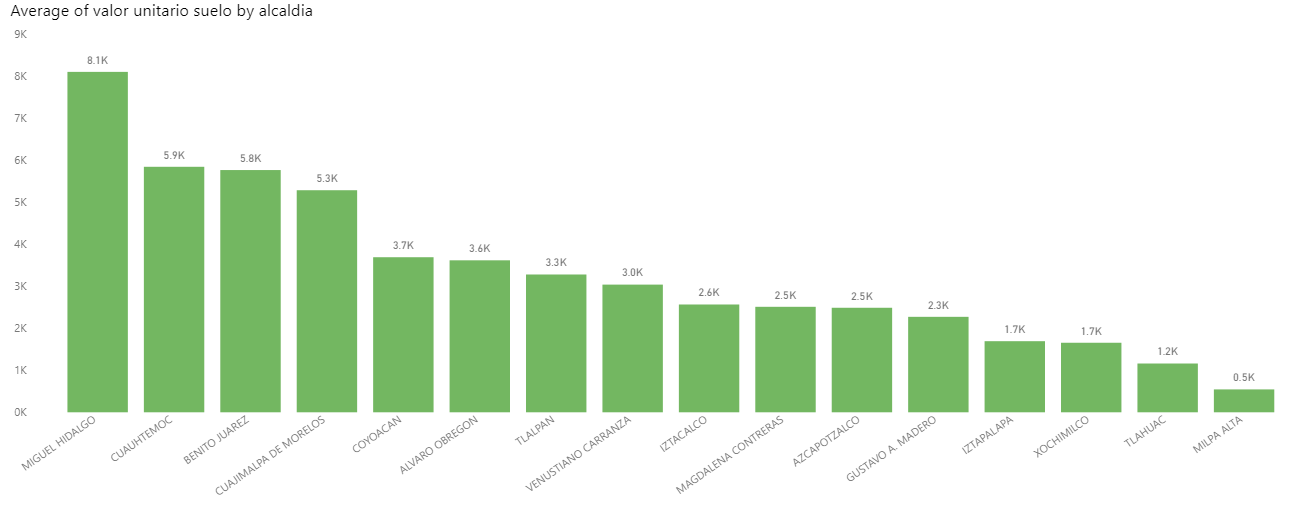 Average of valor unitario suelo by alcaldia
9K
8K
7K
6K
5K
4K
3K
2K
1K
0K
8.1K
5.9K
5.8K
5.3K
3.7K
3.6K
3.3K
3.0K
2.6K
2.5K
2.5K
2.3K
1.7K
1.7K
1.2K
0.5K
MIGUEL HIDALGO
CUAUHTEMOC
BENITO JUAREZ
CUAJIMALPA DE MORELOS
COYOACAN
ALVARO OBREGON
TLALPAN
VENUSTIANO CARRANZA
IZTACALCO
MAGDALENA CONTRERAS
AZCAPOTZALCO
GUSTAVO A. MADERO
IZTAPALAPA
XOCHIMILCO
TLAHUAC
MILPA ALTA